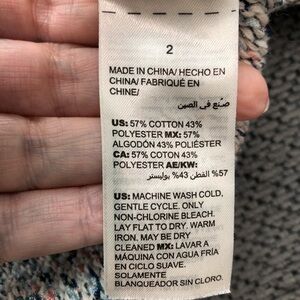 2
MADE IN CHINA/ HECHO EN
CHINA/ FABRIQUÉ EN
CHINE/
صنع في الصين
US: 57% COTTON 43%
POLYESTER MX: 57%
ALGODÓN 43% POLIÉSTER
CA: 57% COTON 43%
POLYESTER AE/KW:
57% القطن 43% بوليستر
US: MACHINE WASH COLD,
GENTLE CYCLE. ONLY
NON-CHLORINE BLEACH.
LAY FLAT TO DRY. WARM
IRON. MAY BE DRY
CLEANED MX: LAVAR A
MÁQUINA CON AGUA FRÍA
EN CICLO SUAVE.
SOLAMENTE
BLANQUEADOR SIN CLORO.